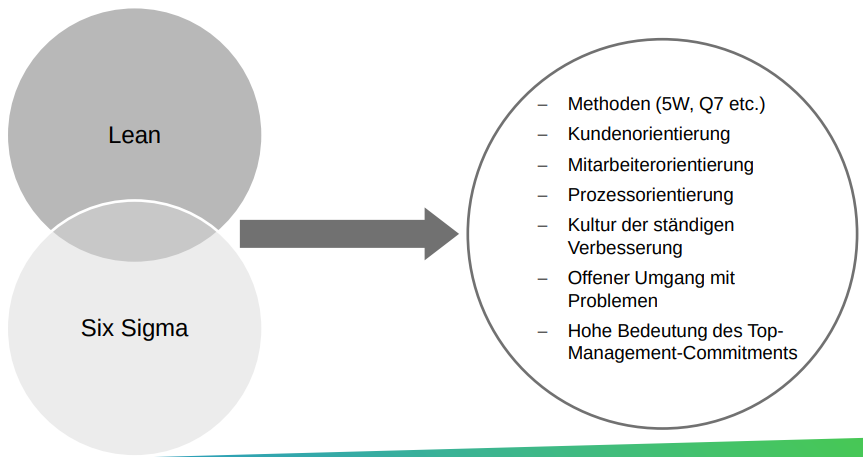 Lean
Six Sigma
– Methoden (5W, Q7 etc.)
– Kundenorientierung
– Mitarbeiterorientierung
– Prozessorientierung
– Kultur der ständigen
Verbesserung
– Offener Umgang mit
Problemen
– Hohe Bedeutung des Top-
Management-Commitments